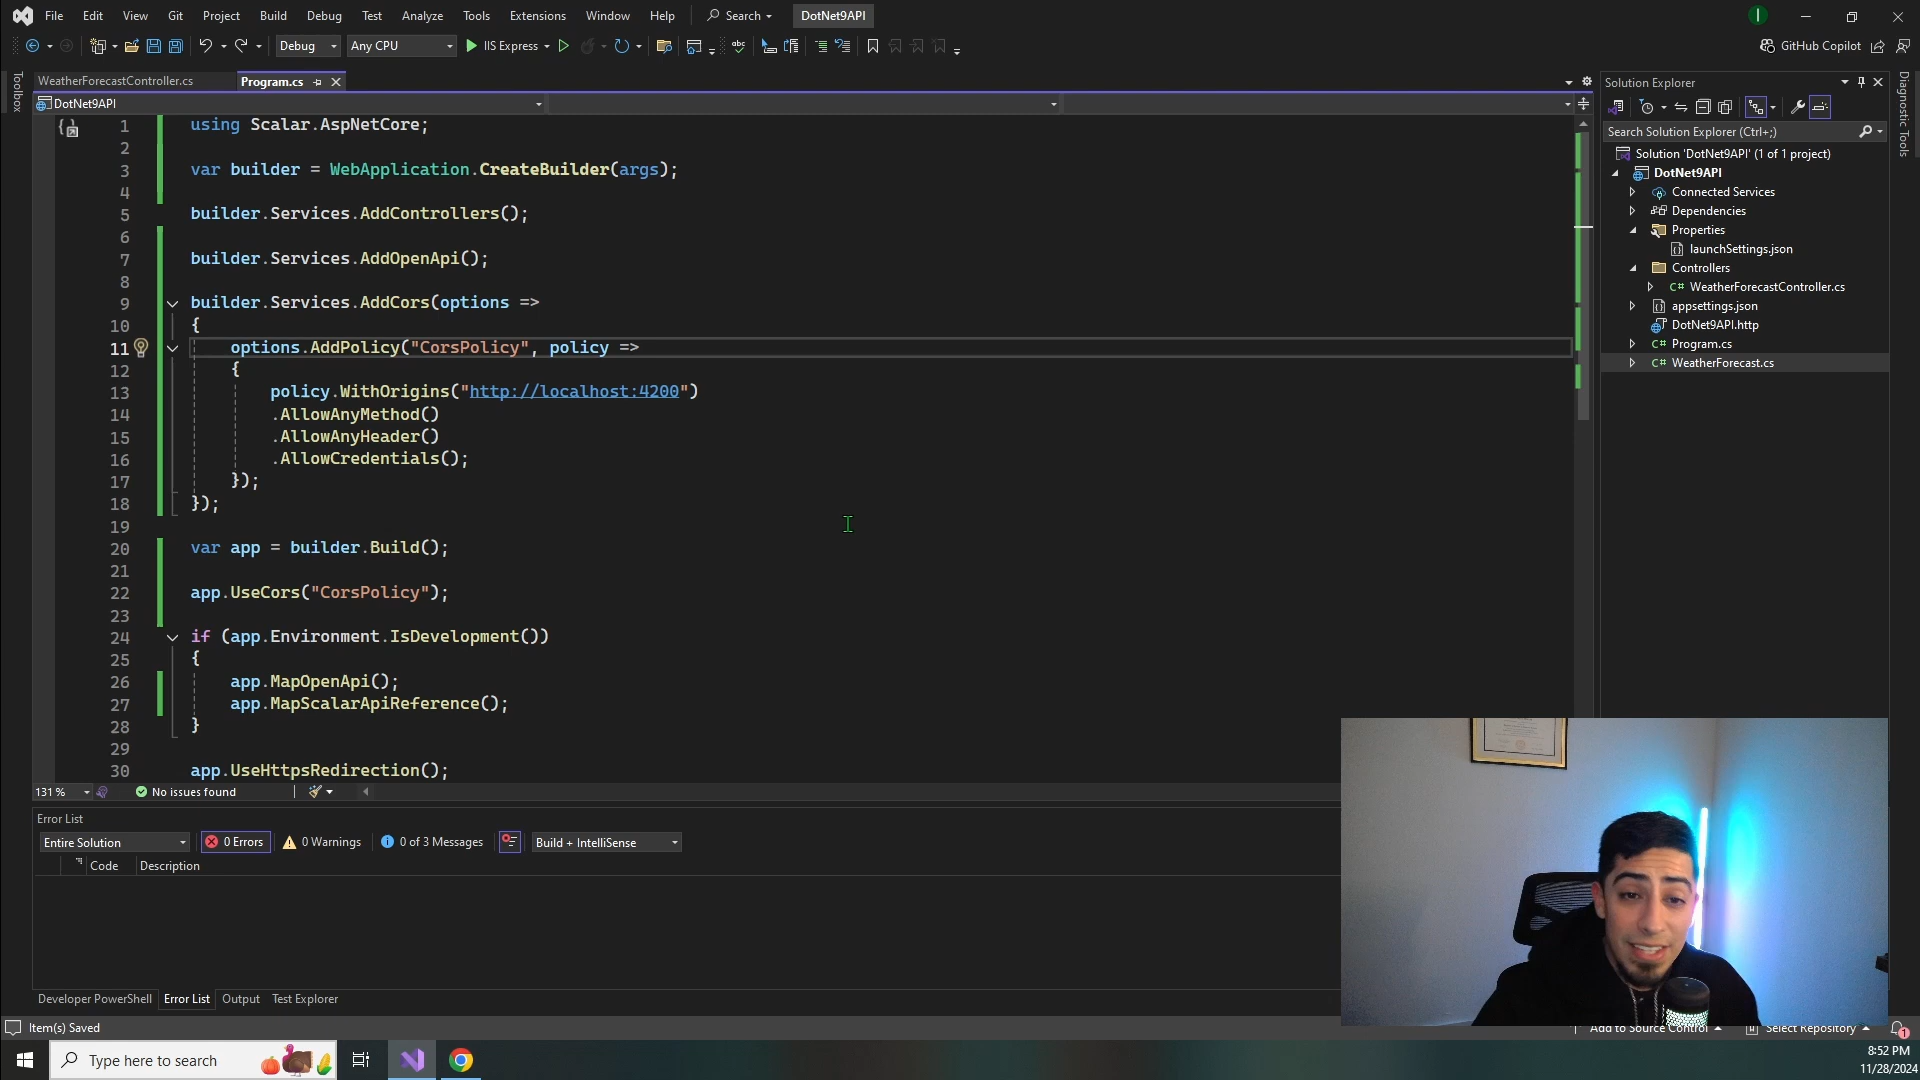 File Edit View Git Project Build Debug Test Analyze Tools Extensions Window Help Search DotNet9API
Debug Any CPU IIS Express GitHub Copilot
Toolbox
WeatherForecastController.cs Program.cs
DotNet9API
1 using Scalar.AspNetCore;
2
3 var builder = WebApplication.CreateBuilder(args);
4
5 builder.Services.AddControllers();
6
7 builder.Services.AddOpenApi();
8
9 builder.Services.AddCors(options =>
10 {
11 options.AddPolicy("CorsPolicy", policy =>
12 {
13 policy.WithOrigins("http://localhost:4200")
14 .AllowAnyMethod()
15 .AllowAnyHeader()
16 .AllowCredentials();
17 });
18 });
19
20 var app = builder.Build();
21
22 app.UseCors("CorsPolicy");
23
24 if (app.Environment.IsDevelopment())
25 {
26 app.MapOpenApi();
27 app.MapScalarApiReference();
28 }
29
30 app.UseHttpsRedirection();
131 % No issues found
Error List
Entire Solution 0 Errors 0 Warnings 0 of 3 Messages Build + IntelliSense
Code Description
Developer PowerShell Error List Output Test Explorer
Item(s) Saved
Solution Explorer
Search Solution Explorer (Ctrl+;)
Solution 'DotNet9API' (1 of 1 project)
DotNet9API
Connected Services
Dependencies
Properties
launchSettings.json
Controllers
C# WeatherForecastController.cs
appsettings.json
DotNet9API.http
C# Program.cs
C# WeatherForecast.cs
Diagnostic Tools
Add to Source Control Select Repository
Type here to search
8:52 PM
11/28/2024